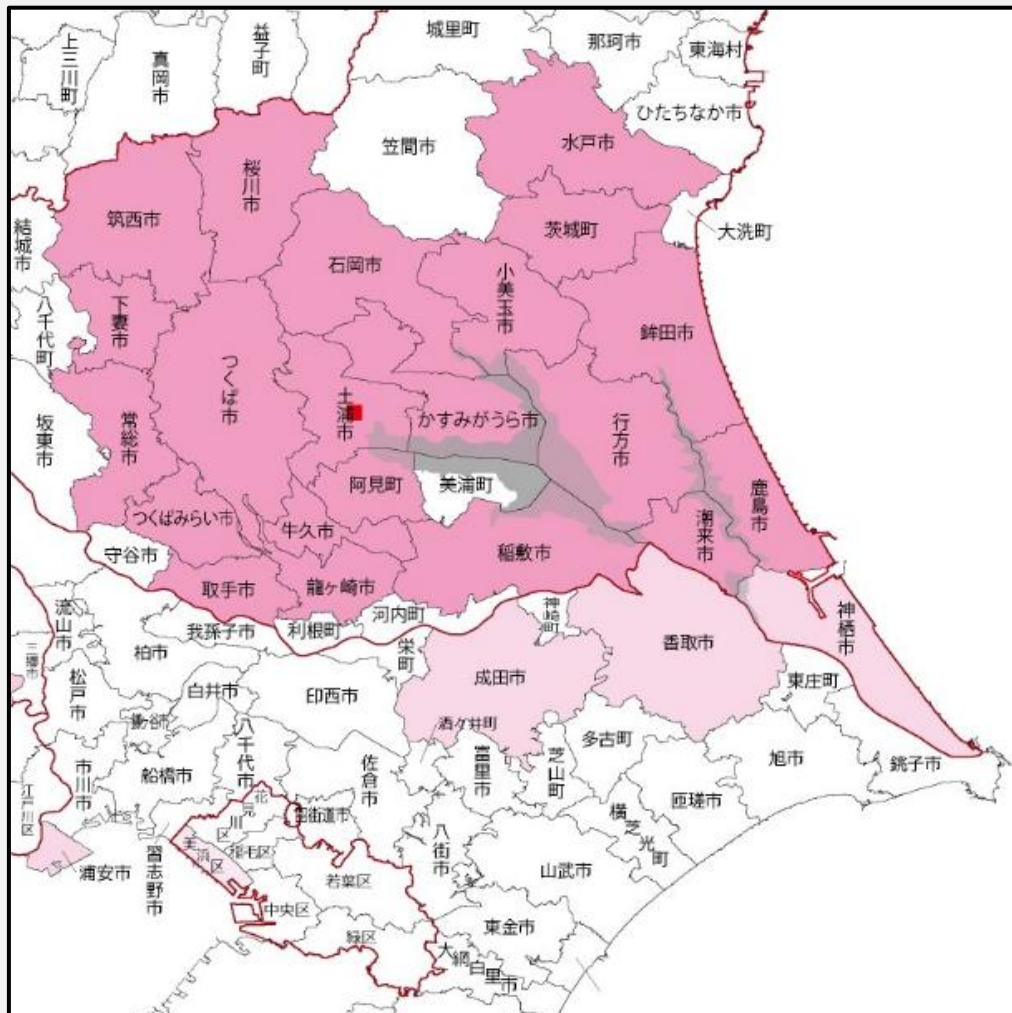 城里町
那珂市
東海村
上三川町
真岡市
益子町
ひたちなか市
笠間市
水戸市
桜川市
筑西市
結城市
茨城町
大洗町
石岡市
小美玉市
鉾田市
八千代町
下妻市
つくば市
土浦市
かすみがうら市
行方市
坂東市
常総市
阿見町
美浦町
鹿島市
潮来市
つくばみらい市
牛久市
稲敷市
守谷市
取手市
龍ヶ崎市
河内町
神崎町
神栖市
流山市
我孫子市
利根町
栄町
香取市
三郷市
柏市
成田市
東庄町
松戸市
白井市
印西市
酒々井町
多古町
旭市
銚子市
市川市
船橋市
八千代市
佐倉市
富里市
芝山町
匝瑳市
江戸川区
花見川区
四街道市
横芝光町
浦安市
習志野市
美浜区
稲毛区
若葉区
八街市
山武市
中央区
緑区
東金市
大網白里市